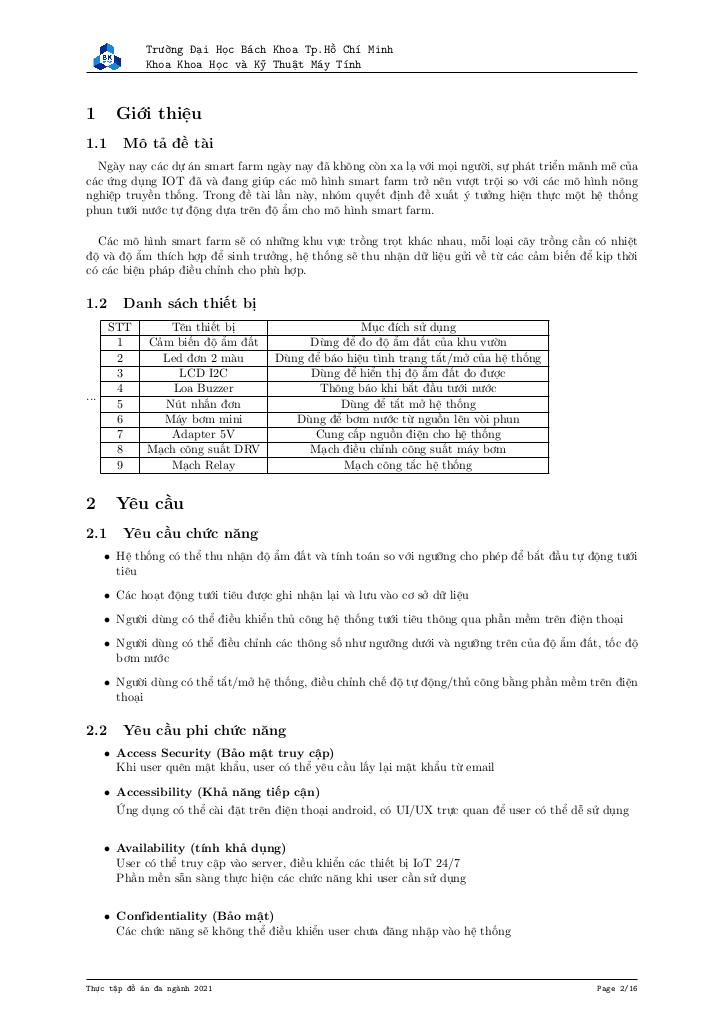 BK
Trường Đại Học Bách Khoa Tp.Hồ Chí Minh
Khoa Khoa Học và Kỹ Thuật Máy Tính
1 Giới thiệu
1.1 Mô tả đề tài
Ngày nay các dự án smart farm ngày nay đã không còn xa lạ với mọi người, sự phát triển mãnh mẽ của
các ứng dụng IOT đã và đang giúp các mô hình smart farm trở nên vượt trội so với các mô hình nông
nghiệp truyền thống. Trong đề tài lần này, nhóm quyết định đề xuất ý tưởng hiện thực một hệ thống
phun tưới nước tự động dựa trên độ ẩm cho mô hình smart farm.
Các mô hình smart farm sẽ có những khu vực trồng trọt khác nhau, mỗi loại cây trồng cần có nhiệt
độ và độ ẩm thích hợp để sinh trưởng, hệ thống sẽ thu nhận dữ liệu gửi về từ các cảm biến để kịp thời
có các biện pháp điều chỉnh cho phù hợp.
1.2 Danh sách thiết bị
STT Tên thiết bị Mục đích sử dụng
1 Cảm biến độ ẩm đất Dùng để đo độ ẩm đất của khu vườn
2 Led đơn 2 màu Dùng để báo hiệu tình trạng tắt/mở của hệ thống
3 LCD I2C Dùng để hiển thị độ ẩm đất đo được
4 Loa Buzzer Thông báo khi bắt đầu tưới nước
...
5 Nút nhấn đơn Dùng để tắt mở hệ thống
6 Máy bơm mini Dùng để bơm nước từ nguồn lên vòi phun
7 Adapter 5V Cung cấp nguồn điện cho hệ thống
8 Mạch công suất DRV Mạch điều chỉnh công suất máy bơm
9 Mạch Relay Mạch công tắc hệ thống
2 Yêu cầu
2.1 Yêu cầu chức năng
• Hệ thống có thể thu nhận độ ẩm đất và tính toán so với ngưỡng cho phép để bắt đầu tự động tưới
tiêu
• Các hoạt động tưới tiêu được ghi nhận lại và lưu vào cơ sở dữ liệu
• Người dùng có thể điều khiển thủ công hệ thống tưới tiêu thông qua phần mềm trên điện thoại
• Người dùng có thể điều chỉnh các thông số như ngưỡng dưới và ngưỡng trên của độ ẩm đất, tốc độ
bơm nước
• Người dùng có thể tắt/mở hệ thống, điều chỉnh chế độ tự động/thủ công bằng phần mềm trên điện
thoại
2.2 Yêu cầu phi chức năng
• Access Security (Bảo mật truy cập)
Khi user quên mật khẩu, user có thể yêu cầu lấy lại mật khẩu từ email
• Accessibility (Khả năng tiếp cận)
Ứng dụng có thể cài đặt trên điện thoại android, có UI/UX trực quan để user có thể dễ sử dụng
• Availability (tính khả dụng)
User có thể truy cập vào server, điều khiển các thiết bị IoT 24/7
Phần mền sẵn sàng thực hiện các chức năng khi user cần sử dụng
• Confidentiality (Bảo mật)
Các chức năng sẽ không thể điều khiển user chưa đăng nhập vào hệ thống
Thực tập đồ án đa ngành 2021 Page 2/16